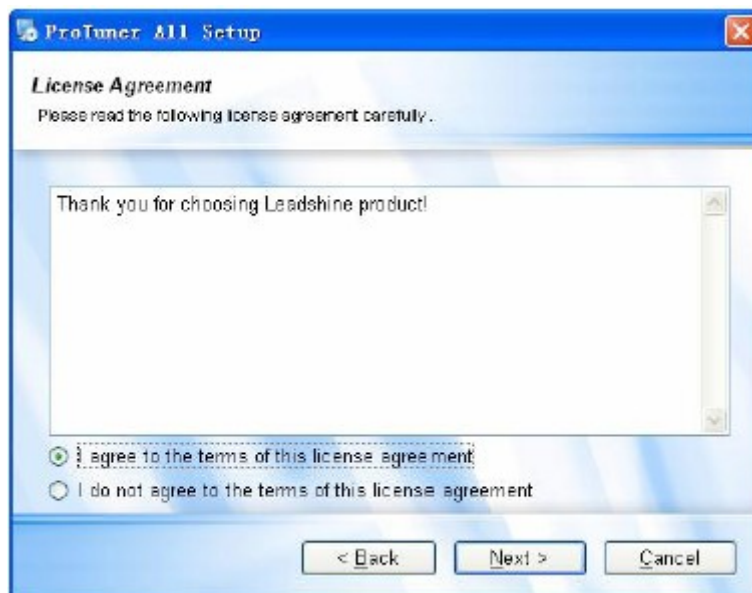 ProTuner All Setup
License Agreement
Please read the following license agreement carefully.
Thank you for choosing Leadshine product!
I agree to the terms of this license agreement
I do not agree to the terms of this license agreement
< Back
Next >
Cancel